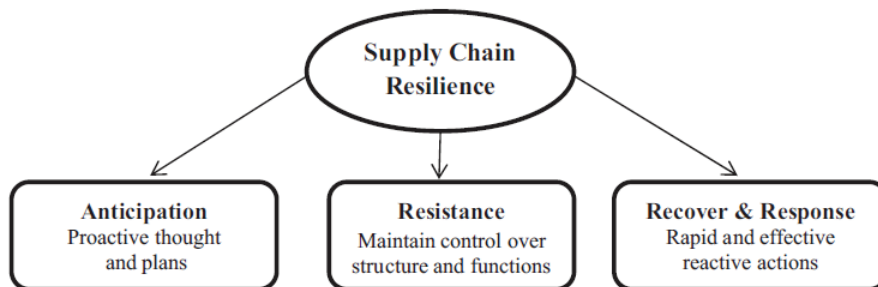 Supply Chain
Resilience
Anticipation
Proactive thought
and plans
Resistance
Maintain control over
structure and functions
Recover & Response
Rapid and effective
reactive actions